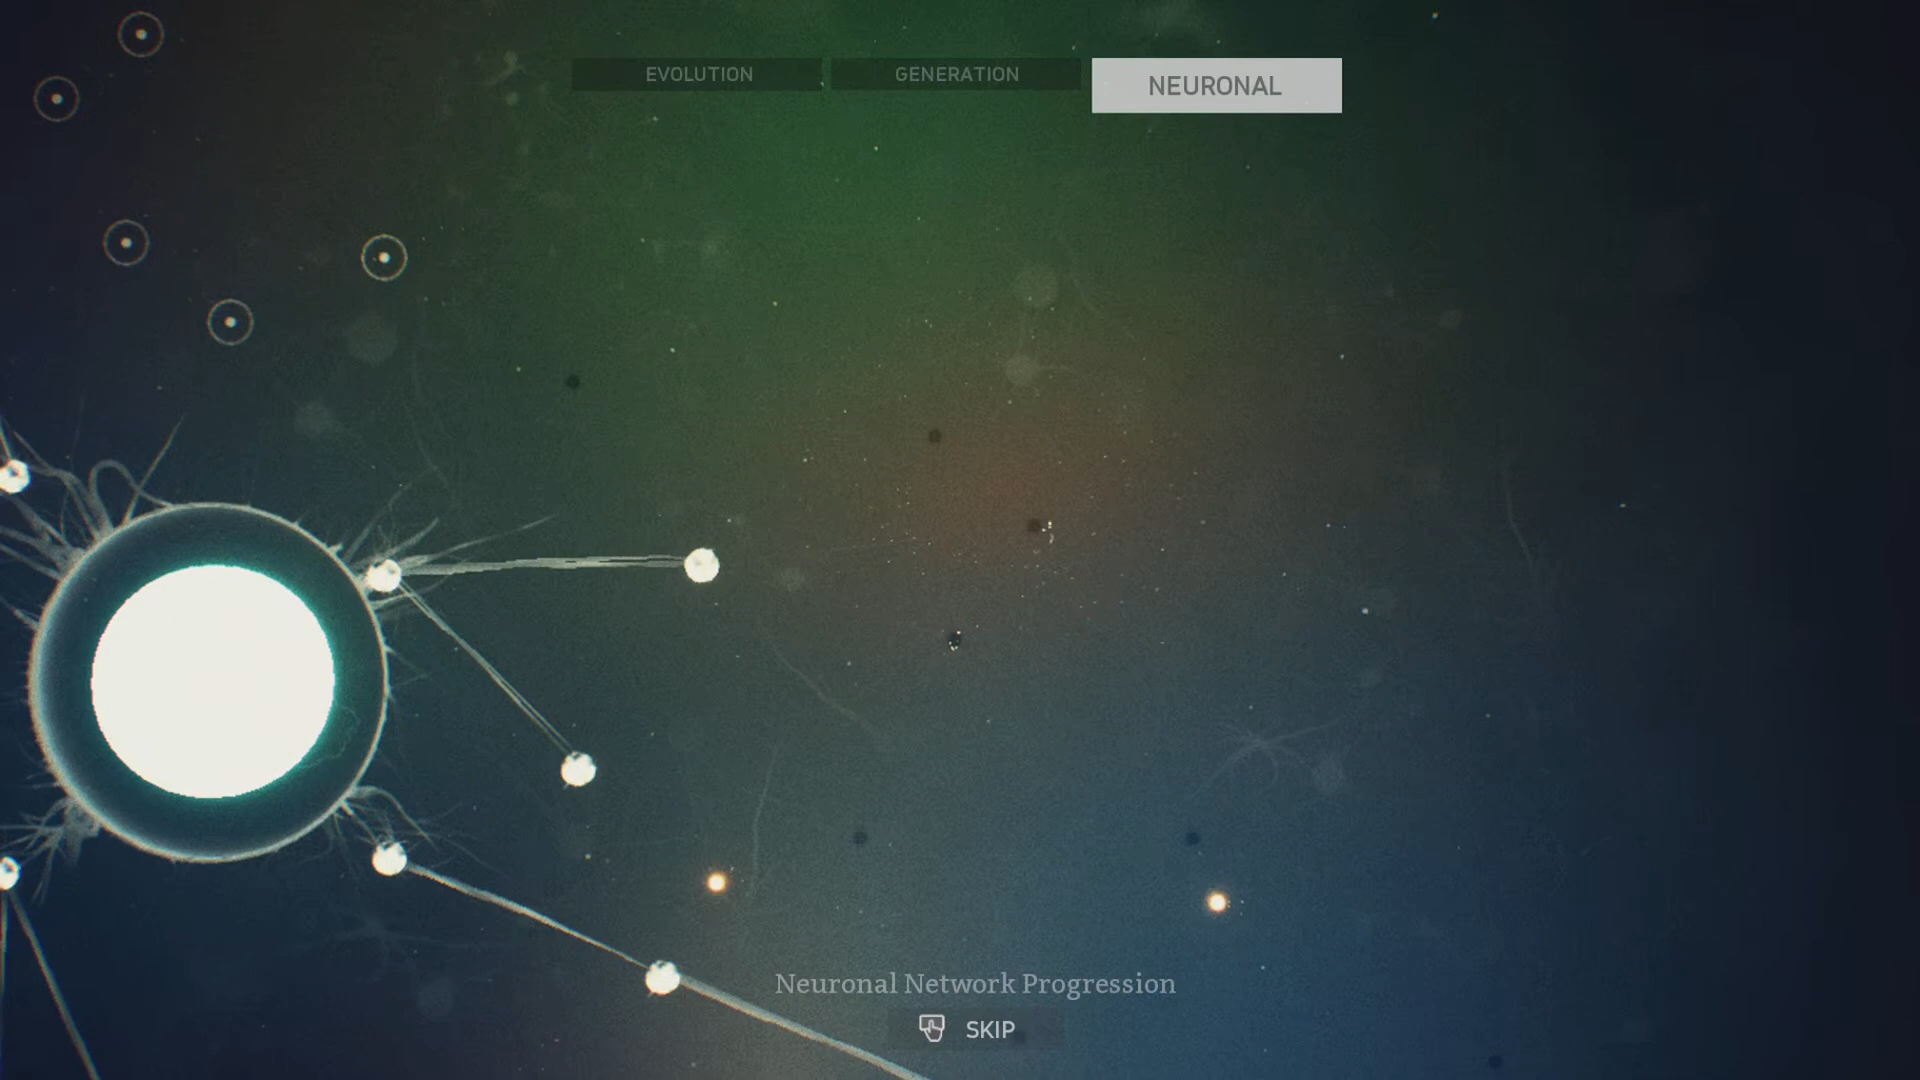 EVOLUTION
GENERATION
NEURONAL
Neuronal Network Progression
SKIP